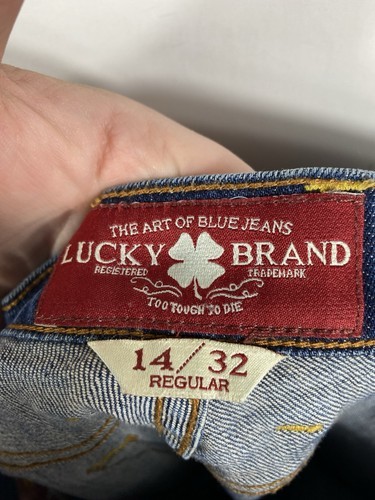 THE ART OF BLUE JEANS
LUCKY BRAND
REGISTERED TRADEMARK
TOO TOUGH TO DIE
14/32
REGULAR